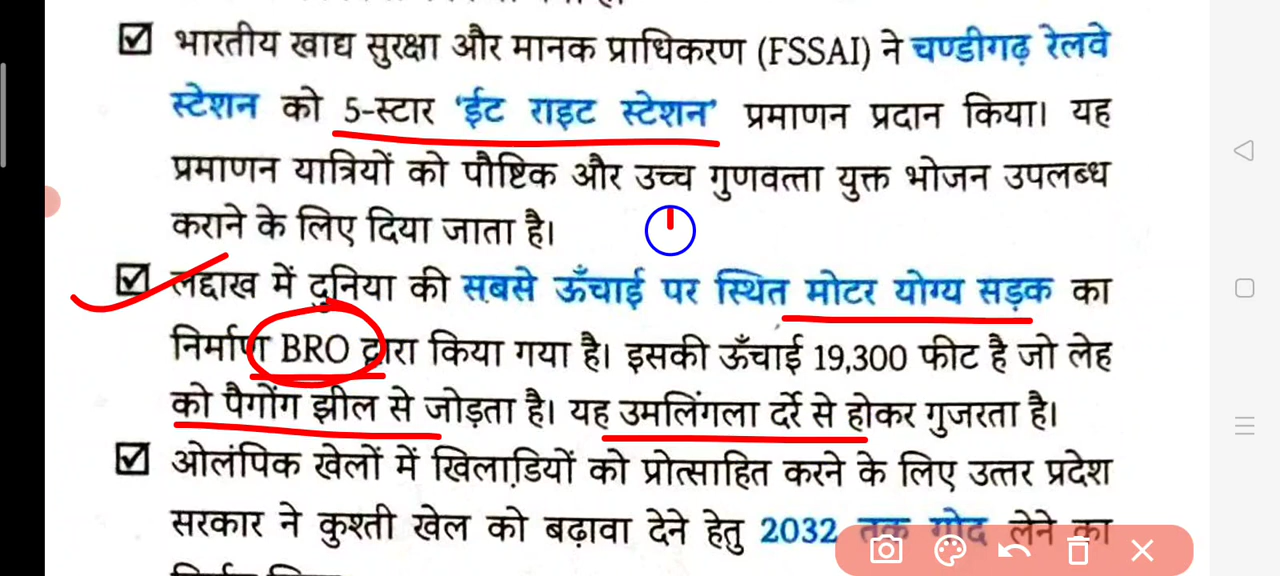 भारतीय खाद्य सुरक्षा और मानक प्राधिकरण (FSSAI) ने चण्डीगढ़ रेलवे
स्टेशन को 5-स्टार ‘ईट राइट स्टेशन’ प्रमाणन प्रदान किया। यह
प्रमाणन यात्रियों को पौष्टिक और उच्च गुणवत्ता युक्त भोजन उपलब्ध
कराने के लिए दिया जाता है।
लद्दाख में दुनिया की सबसे ऊँचाई पर स्थित मोटर योग्य सड़क का
निर्माण BRO द्वारा किया गया है। इसकी ऊँचाई 19,300 फीट है जो लेह
को पैगोंग झील से जोड़ता है। यह उमलिंगला दर्रे से होकर गुजरता है।
ओलंपिक खेलों में खिलाड़ियों को प्रोत्साहित करने के लिए उत्तर प्रदेश
सरकार ने कुश्ती खेल को बढ़ावा देने हेतु 2032 तक गोद लेने का